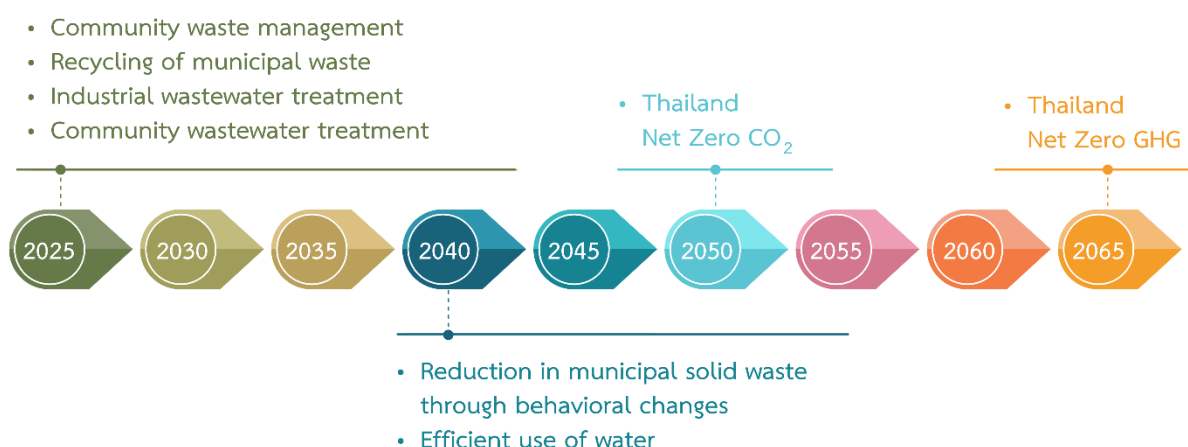 • Community waste management
• Recycling of municipal waste
• Industrial wastewater treatment
• Community wastewater treatment
• Thailand
Net Zero CO₂
• Thailand
Net Zero GHG
2025
2030
2035
2040
2045
2050
2055
2060
2065
• Reduction in municipal solid waste
through behavioral changes
• Efficient use of water